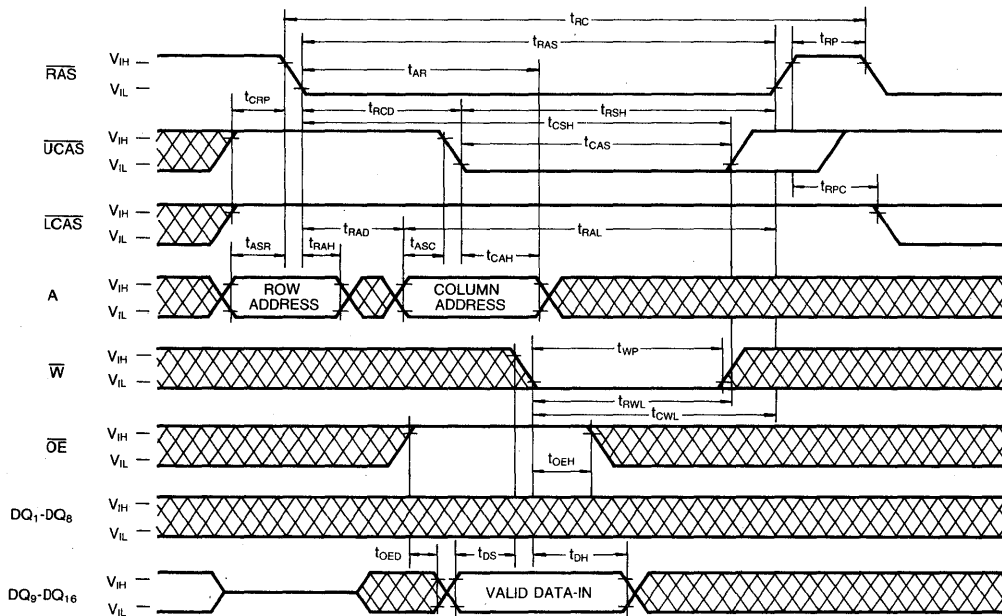 tRC
tRAS
tRP
RAS
VIH
VIL
tAR
tCRP
tRCD
tRSH
tCSH
UCAS
VIH
VIL
tCAS
tRPC
LCAS
VIH
VIL
tRAD
tRAL
tASR
tRAH
tASC
tCAH
A
VIH
VIL
ROW ADDRESS
COLUMN ADDRESS
W
VIH
VIL
tWP
tRWL
tCWL
OE
VIH
VIL
tOEH
DQ1-DQ8
VIH
VIL
tOED
tDS
tDH
DQ9-DQ16
VIH
VIL
VALID DATA-IN